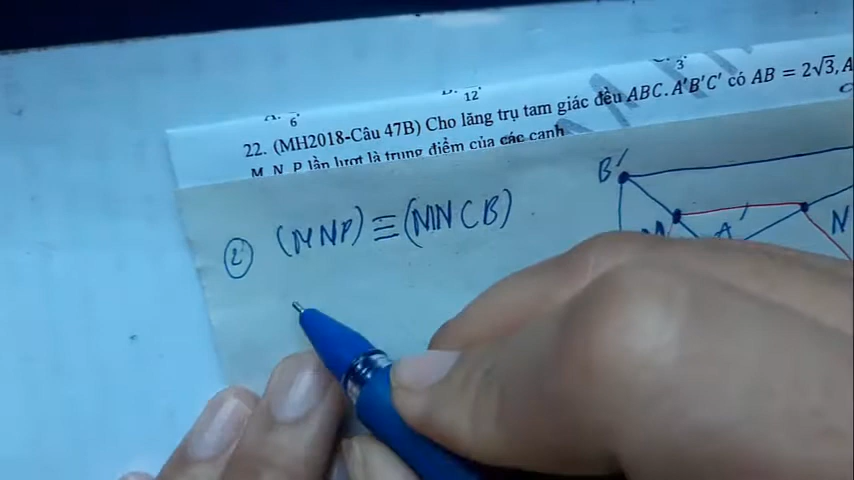 A. 6
B. 12
C. 3
22. (MH2018-Câu 47B) Cho lăng trụ tam giác đều ABC.A'B'C' có AB = 2√3, A
M N P lần lượt là trung điểm của các cạnh
② (MNP) ≡ (MNCB)
B'
M
A'
N